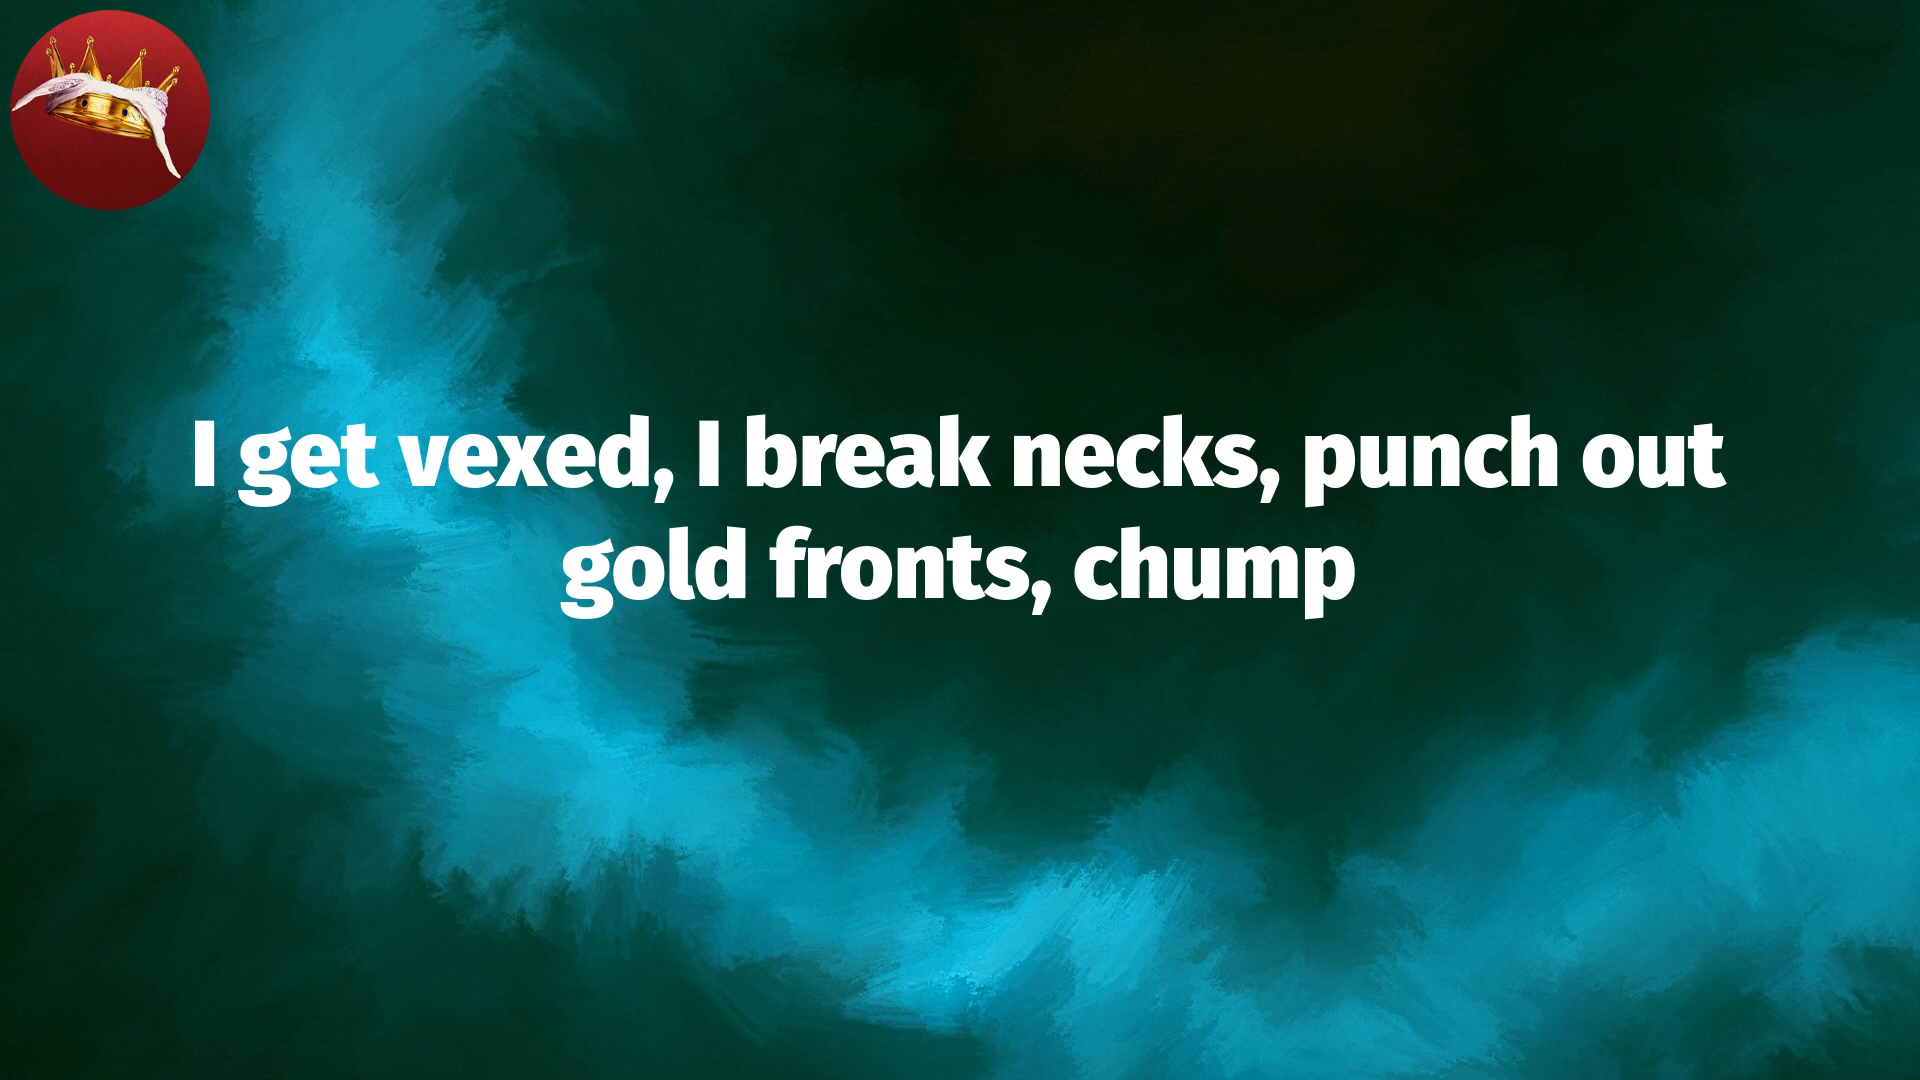 I get vexed, I break necks, punch out
gold fronts, chump